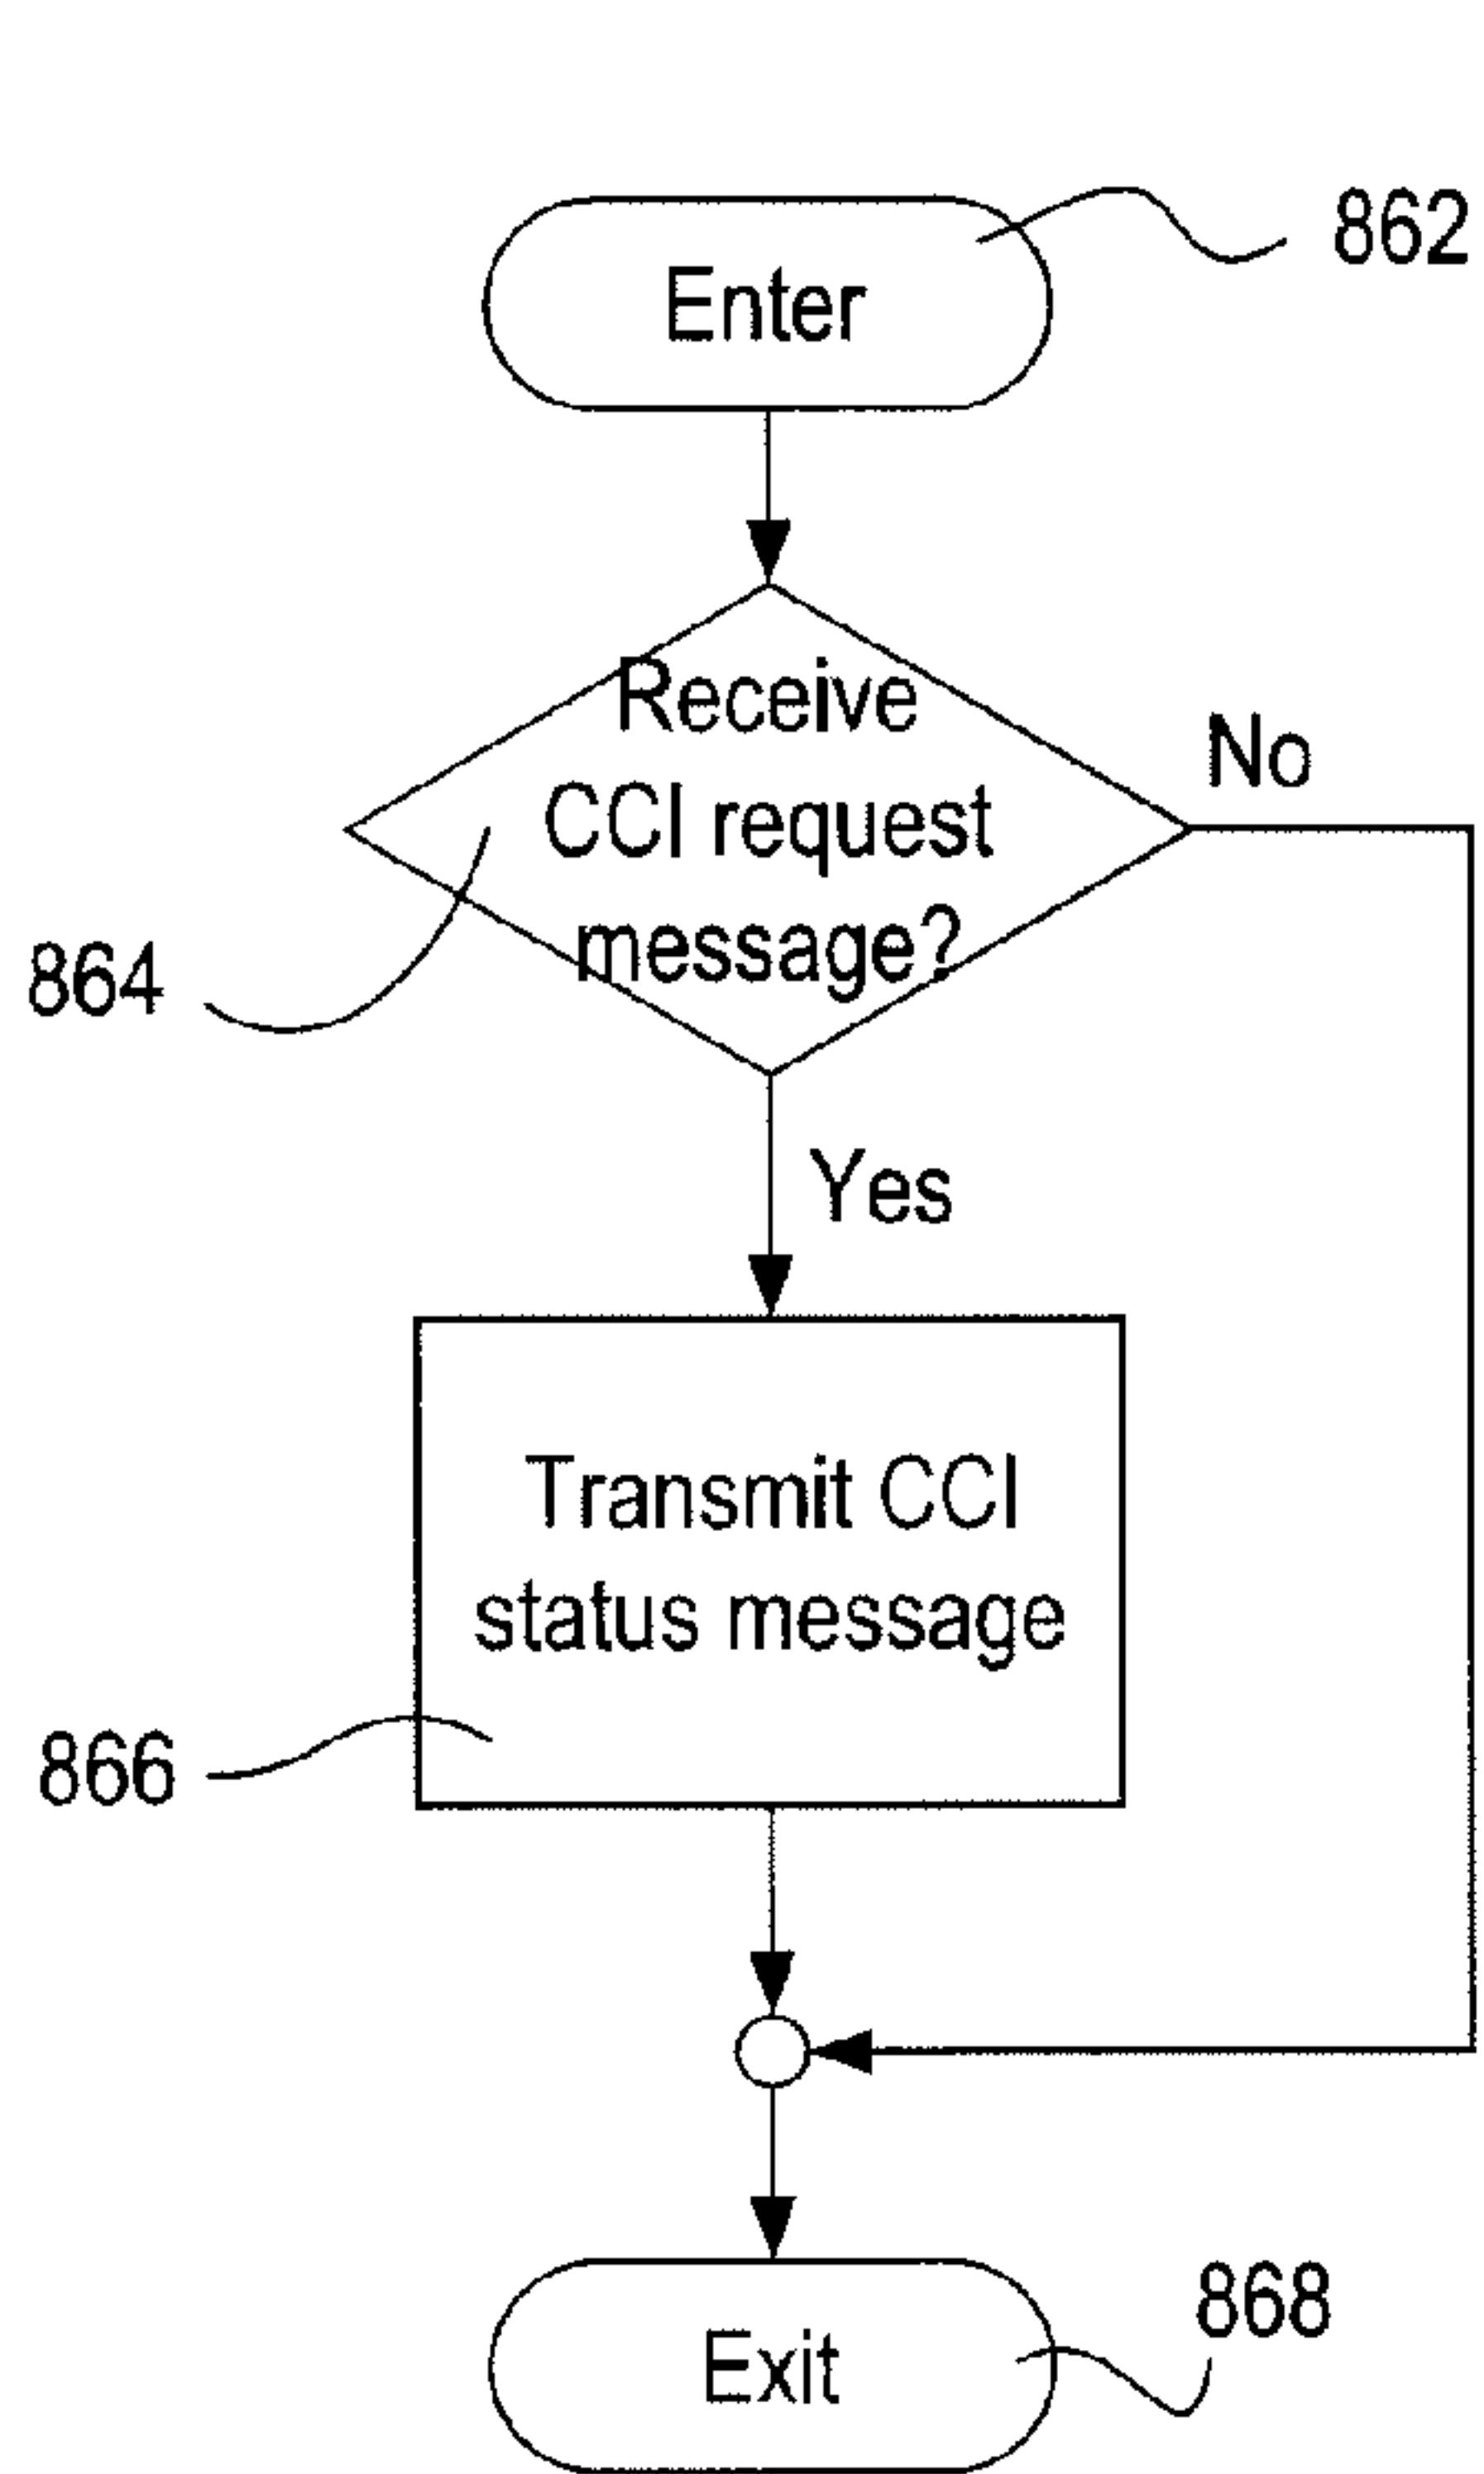 862
Enter
Receive
CCI request
message?
No
864
Yes
Transmit CCI
status message
866
868
Exit